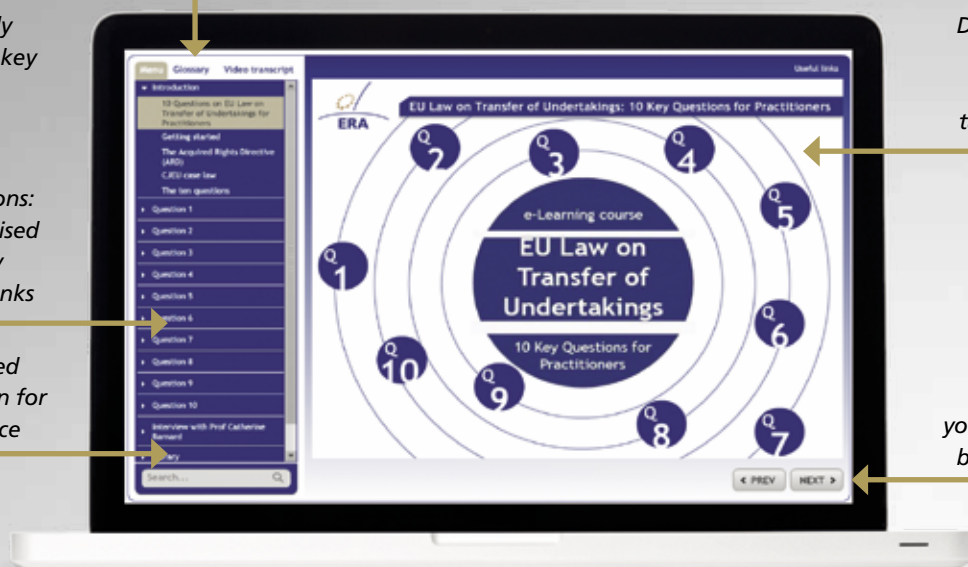 ly
key
ons:
ised
y
nks
ed
n for
ce
D
t
yo
b
Menu Glossary Video transcript
Useful links
Introduction
10 Questions on EU Law on
Transfer of Undertakings for
Practitioners
Getting started
The Acquired Rights Directive
(ARD)
CJEU case law
The ten questions
Question 1
Question 2
Question 3
Question 4
Question 5
estion 6
Question 7
Question 8
Question 9
Question 10
Interview with Prof Catherine
Barnard
ary
Search...
ERA
EU Law on Transfer of Undertakings: 10 Key Questions for Practitioners
Q 1
Q 2
Q 3
Q 4
Q 5
Q 6
Q 7
Q 8
Q 9
Q 10
e-Learning course
EU Law on
Transfer of
Undertakings
10 Key Questions for
Practitioners
PREV NEXT